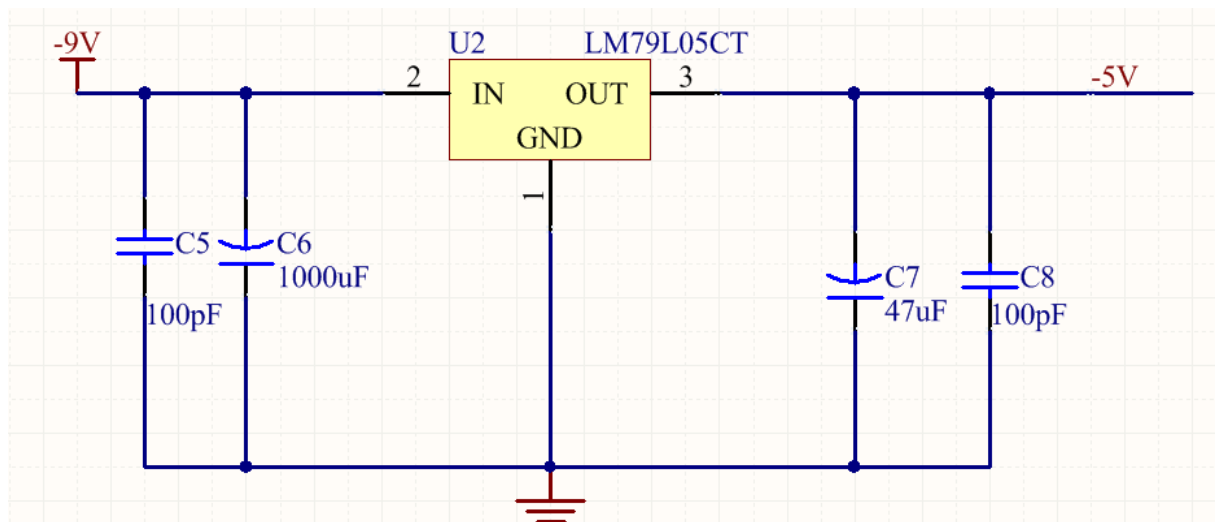 -9V
U2
LM79L05CT
2
IN
OUT
3
-5V
GND
1
C5
100pF
C6
1000uF
C7
47uF
C8
100pF